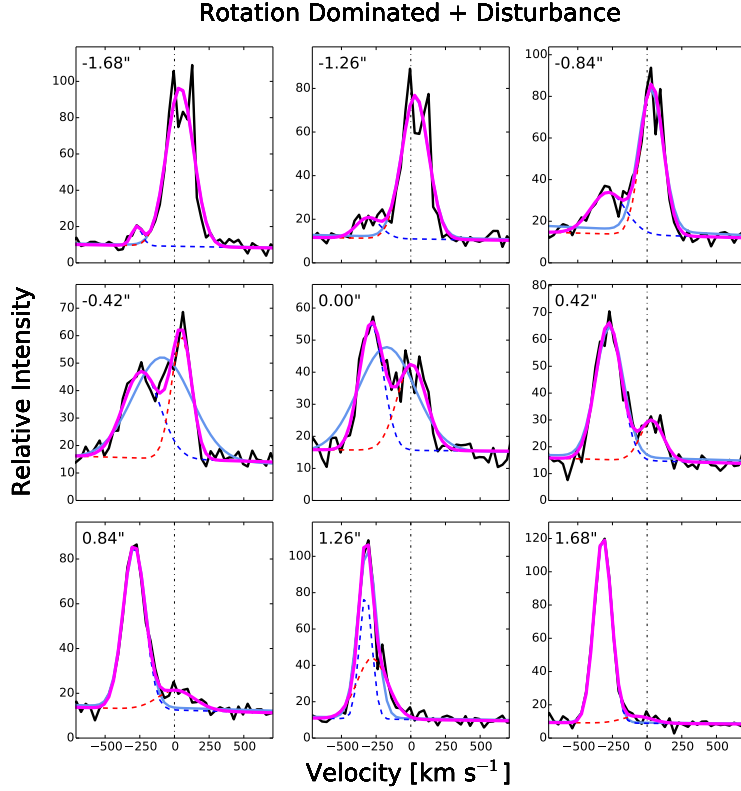 Rotation Dominated + Disturbance
-1.68" -1.26" -0.84"
100 80 60 40 20 0
100 80 60 40 20 0
100 80 60 40 20 0
-0.42" 0.00" 0.42"
70 60 50 40 30 20 10 0
60 50 40 30 20 10 0
80 70 60 50 40 30 20 10 0
Relative Intensity
0.84" 1.26" 1.68"
80 60 40 20 0
100 80 60 40 20 0
120 100 80 60 40 20 0
−500 −250 0 250 500
−500 −250 0 250 500
−500 −250 0 250 500
Velocity [km s⁻¹]